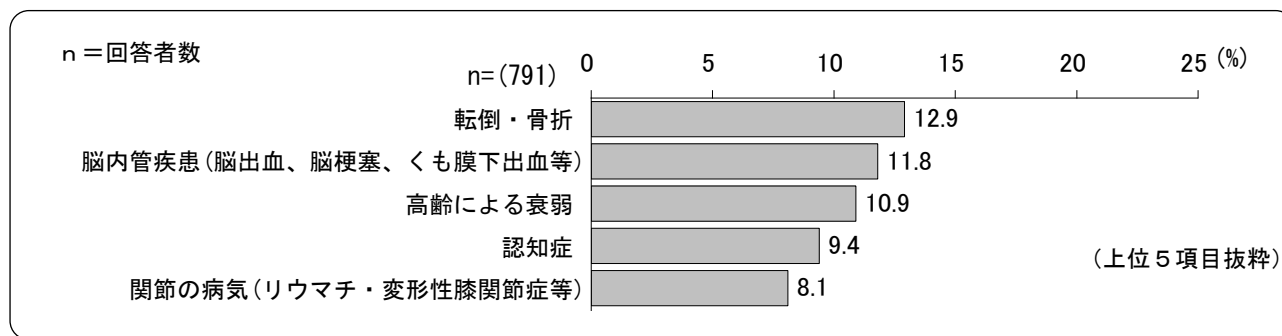 n＝回答者数
n=(791)
0 5 10 15 20 25 (%)
転倒・骨折 12.9
脳内管疾患(脳出血、脳梗塞、くも膜下出血等) 11.8
高齢による衰弱 10.9
認知症 9.4
(上位５項目抜粋)
関節の病気(リウマチ・変形性膝関節症等) 8.1